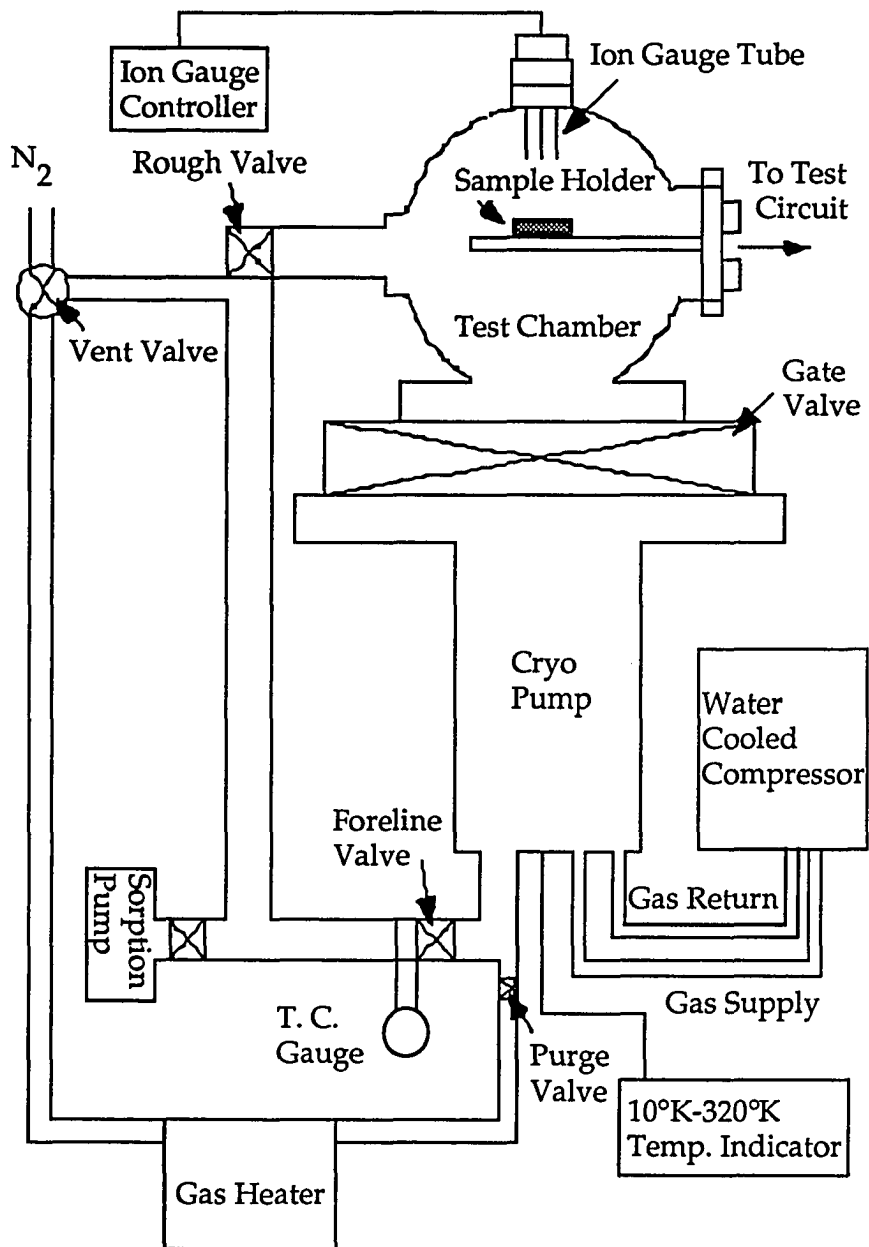 Ion Gauge
Controller
Ion Gauge Tube
N2
Rough Valve
Sample Holder
To Test
Circuit
Vent Valve
Test Chamber
Gate
Valve
Cryo
Pump
Water
Cooled
Compressor
Foreline
Valve
Sorption
Pump
Gas Return
Gas Supply
T. C.
Gauge
Purge
Valve
10°K-320°K
Temp. Indicator
Gas Heater